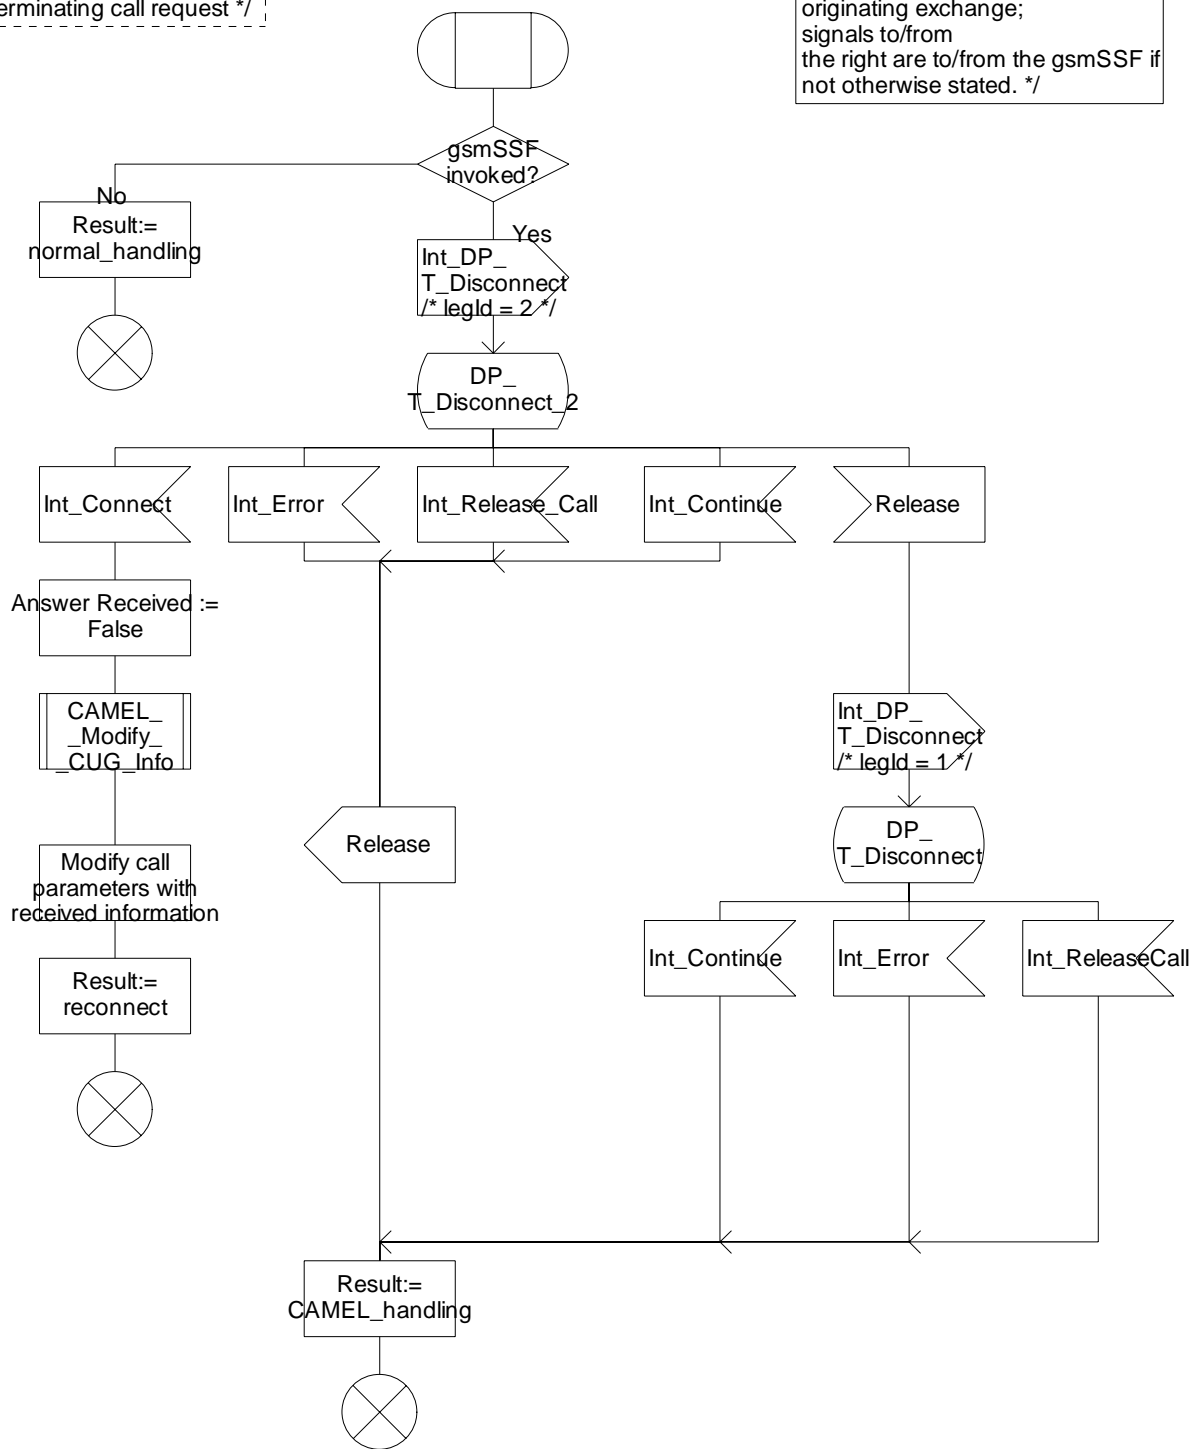 erminating call request */
originating exchange;
signals to/from
the right are to/from the gsmSSF if
not otherwise stated. */
gsmSSF
invoked?
No
Result:=
normal_handling
Yes
Int_DP_
T_Disconnect
/* legId = 2 */
DP_
T_Disconnect_2
Int_Connect
Int_Error
Int_Release_Call
Int_Continue
Release
Answer Received :=
False
CAMEL_
_Modify_
_CUG_Info
Int_DP_
T_Disconnect
/* legId = 1 */
Release
DP_
T_Disconnect
Modify call
parameters with
received information
Int_Continue
Int_Error
Int_ReleaseCall
Result:=
reconnect
Result:=
CAMEL_handling